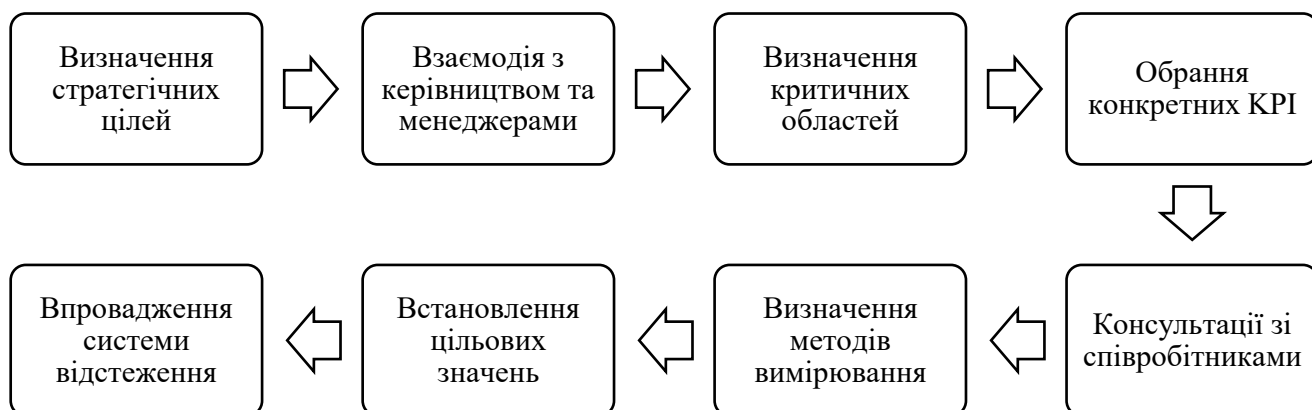 Визначення
стратегічних
цілей
Взаємодія з
керівництвом та
менеджерами
Визначення
критичних
областей
Обрання
конкретних KPI
Консультації зі
співробітниками
Визначення
методів
вимірювання
Встановлення
цільових
значень
Впровадження
системи
відстеження